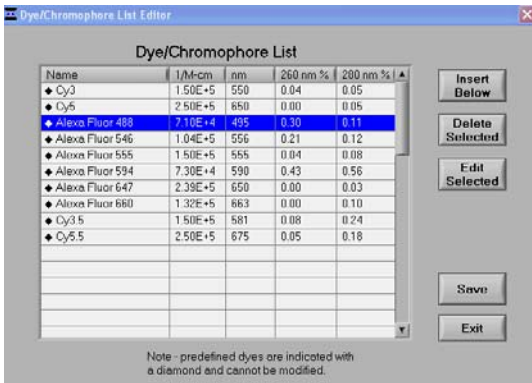 Dye/Chromophore List Editor
Dye/Chromophore List
Name 1/M-cm nm 260 nm % 280 nm %
◆ Cy3 1.50E+5 550 0.04 0.05
◆ Cy5 2.50E+5 650 0.00 0.05
◆ Alexa Fluor 488 7.10E+4 495 0.30 0.11
◆ Alexa Fluor 546 1.04E+5 556 0.21 0.12
◆ Alexa Fluor 555 1.50E+5 555 0.04 0.08
◆ Alexa Fluor 594 7.30E+4 590 0.43 0.56
◆ Alexa Fluor 647 2.39E+5 650 0.00 0.03
◆ Alexa Fluor 660 1.32E+5 663 0.00 0.10
◆ Cy3.5 1.50E+5 581 0.08 0.24
◆ Cy5.5 2.50E+5 675 0.05 0.18
Insert
Below
Delete
Selected
Edit
Selected
Save
Exit
Note - predefined dyes are indicated with
a diamond and cannot be modified.